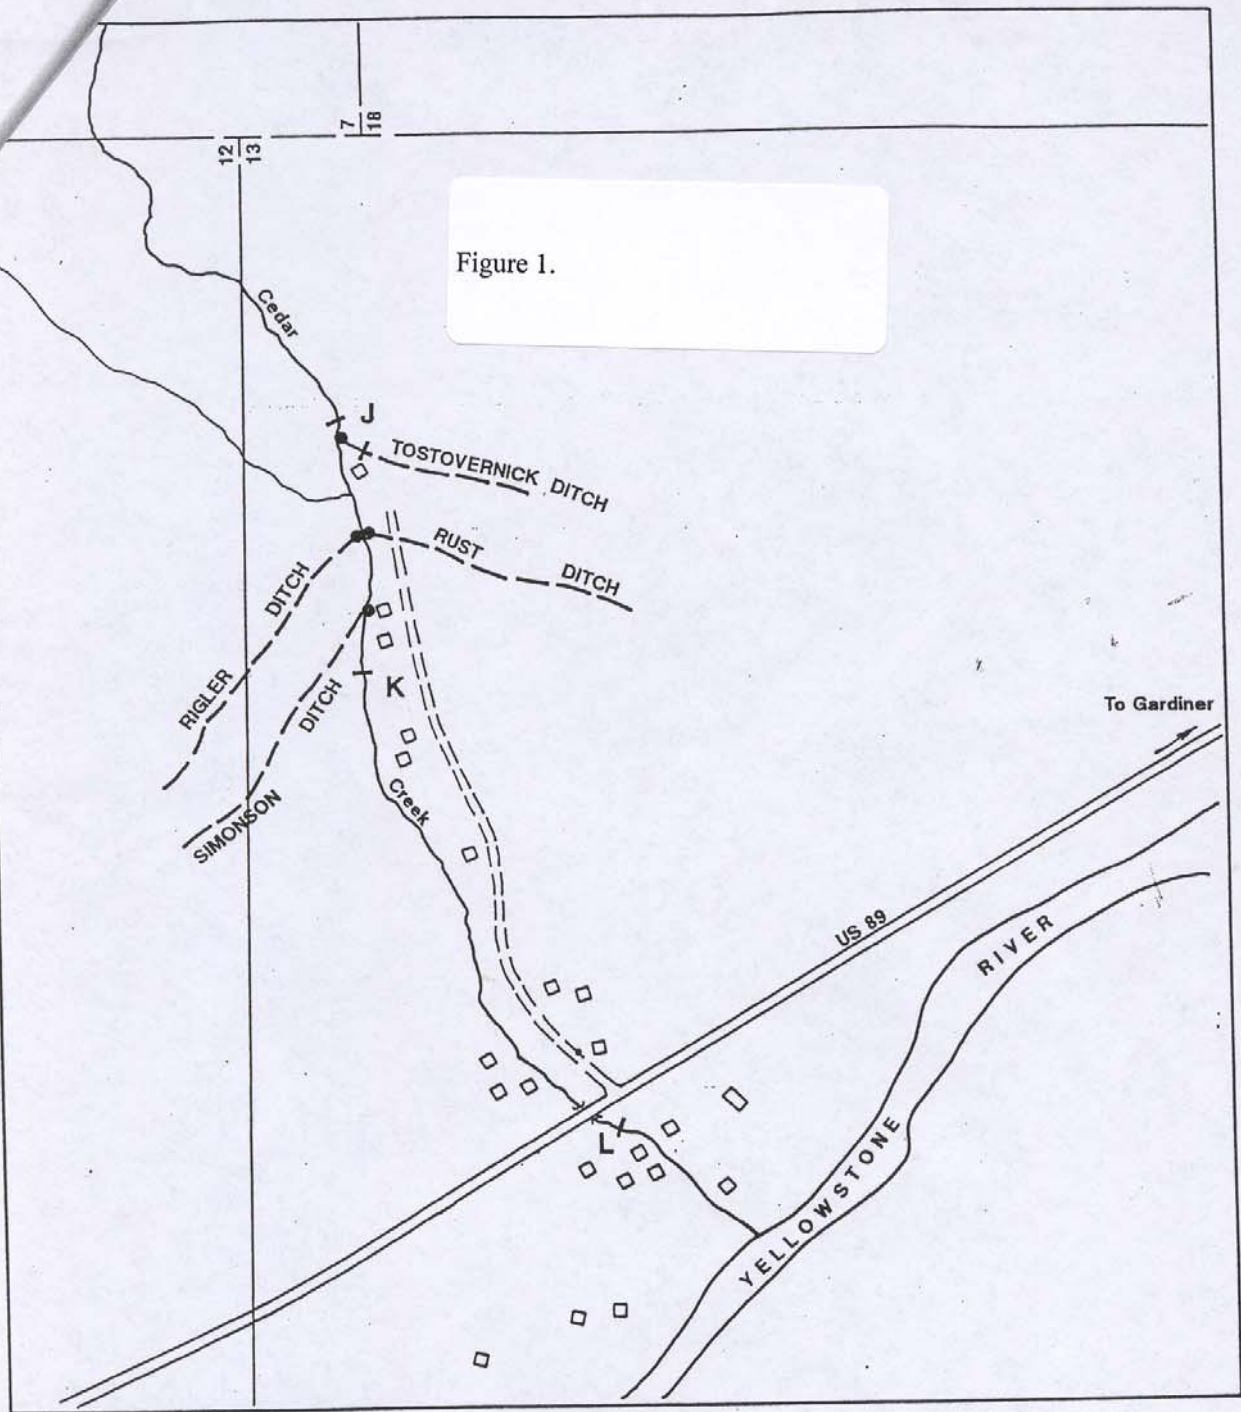 7
18
12
13
Figure 1.
Cedar
J
TOSTOVERNICK DITCH
RUST DITCH
RIGLER DITCH
SIMONSON DITCH
K
Creek
To Gardiner
US 89
L
YELLOWSTONE RIVER